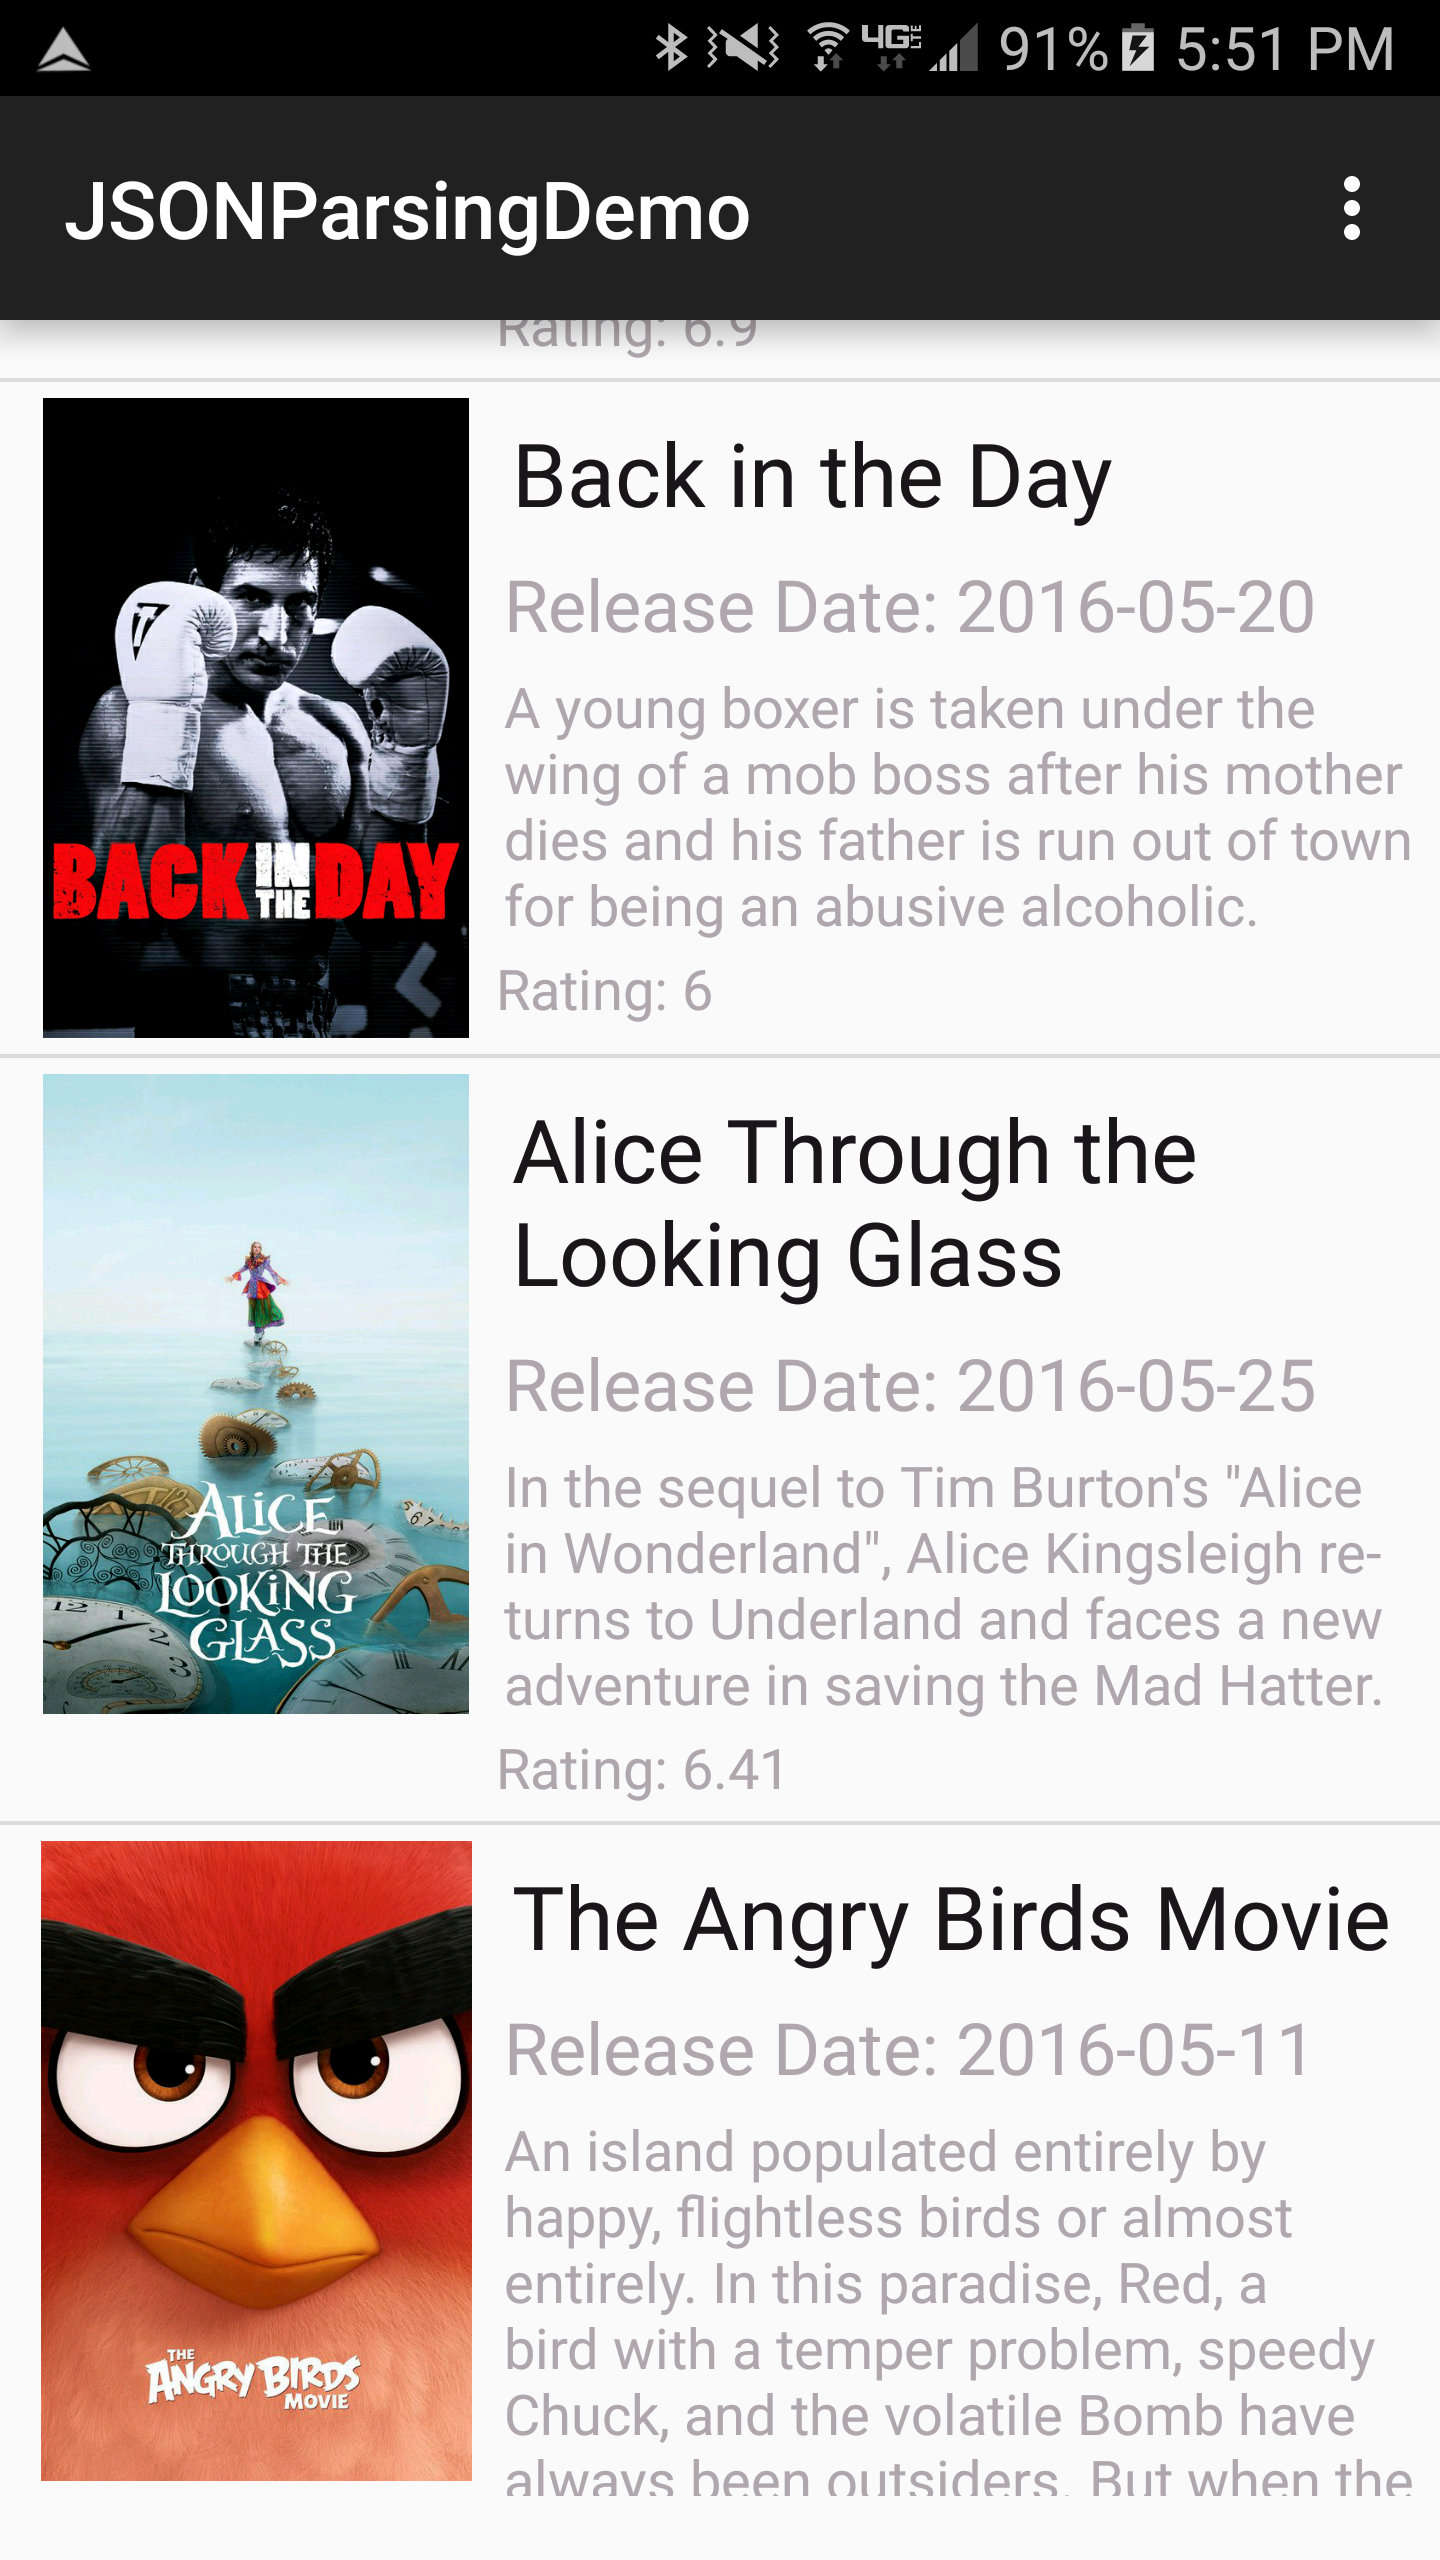 4G LTE 91% 5:51 PM
JSONParsingDemo
Rating: 6.9
BACK IN THE DAY
Back in the Day
Release Date: 2016-05-20
A young boxer is taken under the
wing of a mob boss after his mother
dies and his father is run out of town
for being an abusive alcoholic.
Rating: 6
ALICE
THROUGH THE
LOOKING
GLASS
Alice Through the
Looking Glass
Release Date: 2016-05-25
In the sequel to Tim Burton's "Alice
in Wonderland", Alice Kingsleigh re-
turns to Underland and faces a new
adventure in saving the Mad Hatter.
Rating: 6.41
THE
ANGRY BIRDS
MOVIE
The Angry Birds Movie
Release Date: 2016-05-11
An island populated entirely by
happy, flightless birds or almost
entirely. In this paradise, Red, a
bird with a temper problem, speedy
Chuck, and the volatile Bomb have
always been outsiders. But when the